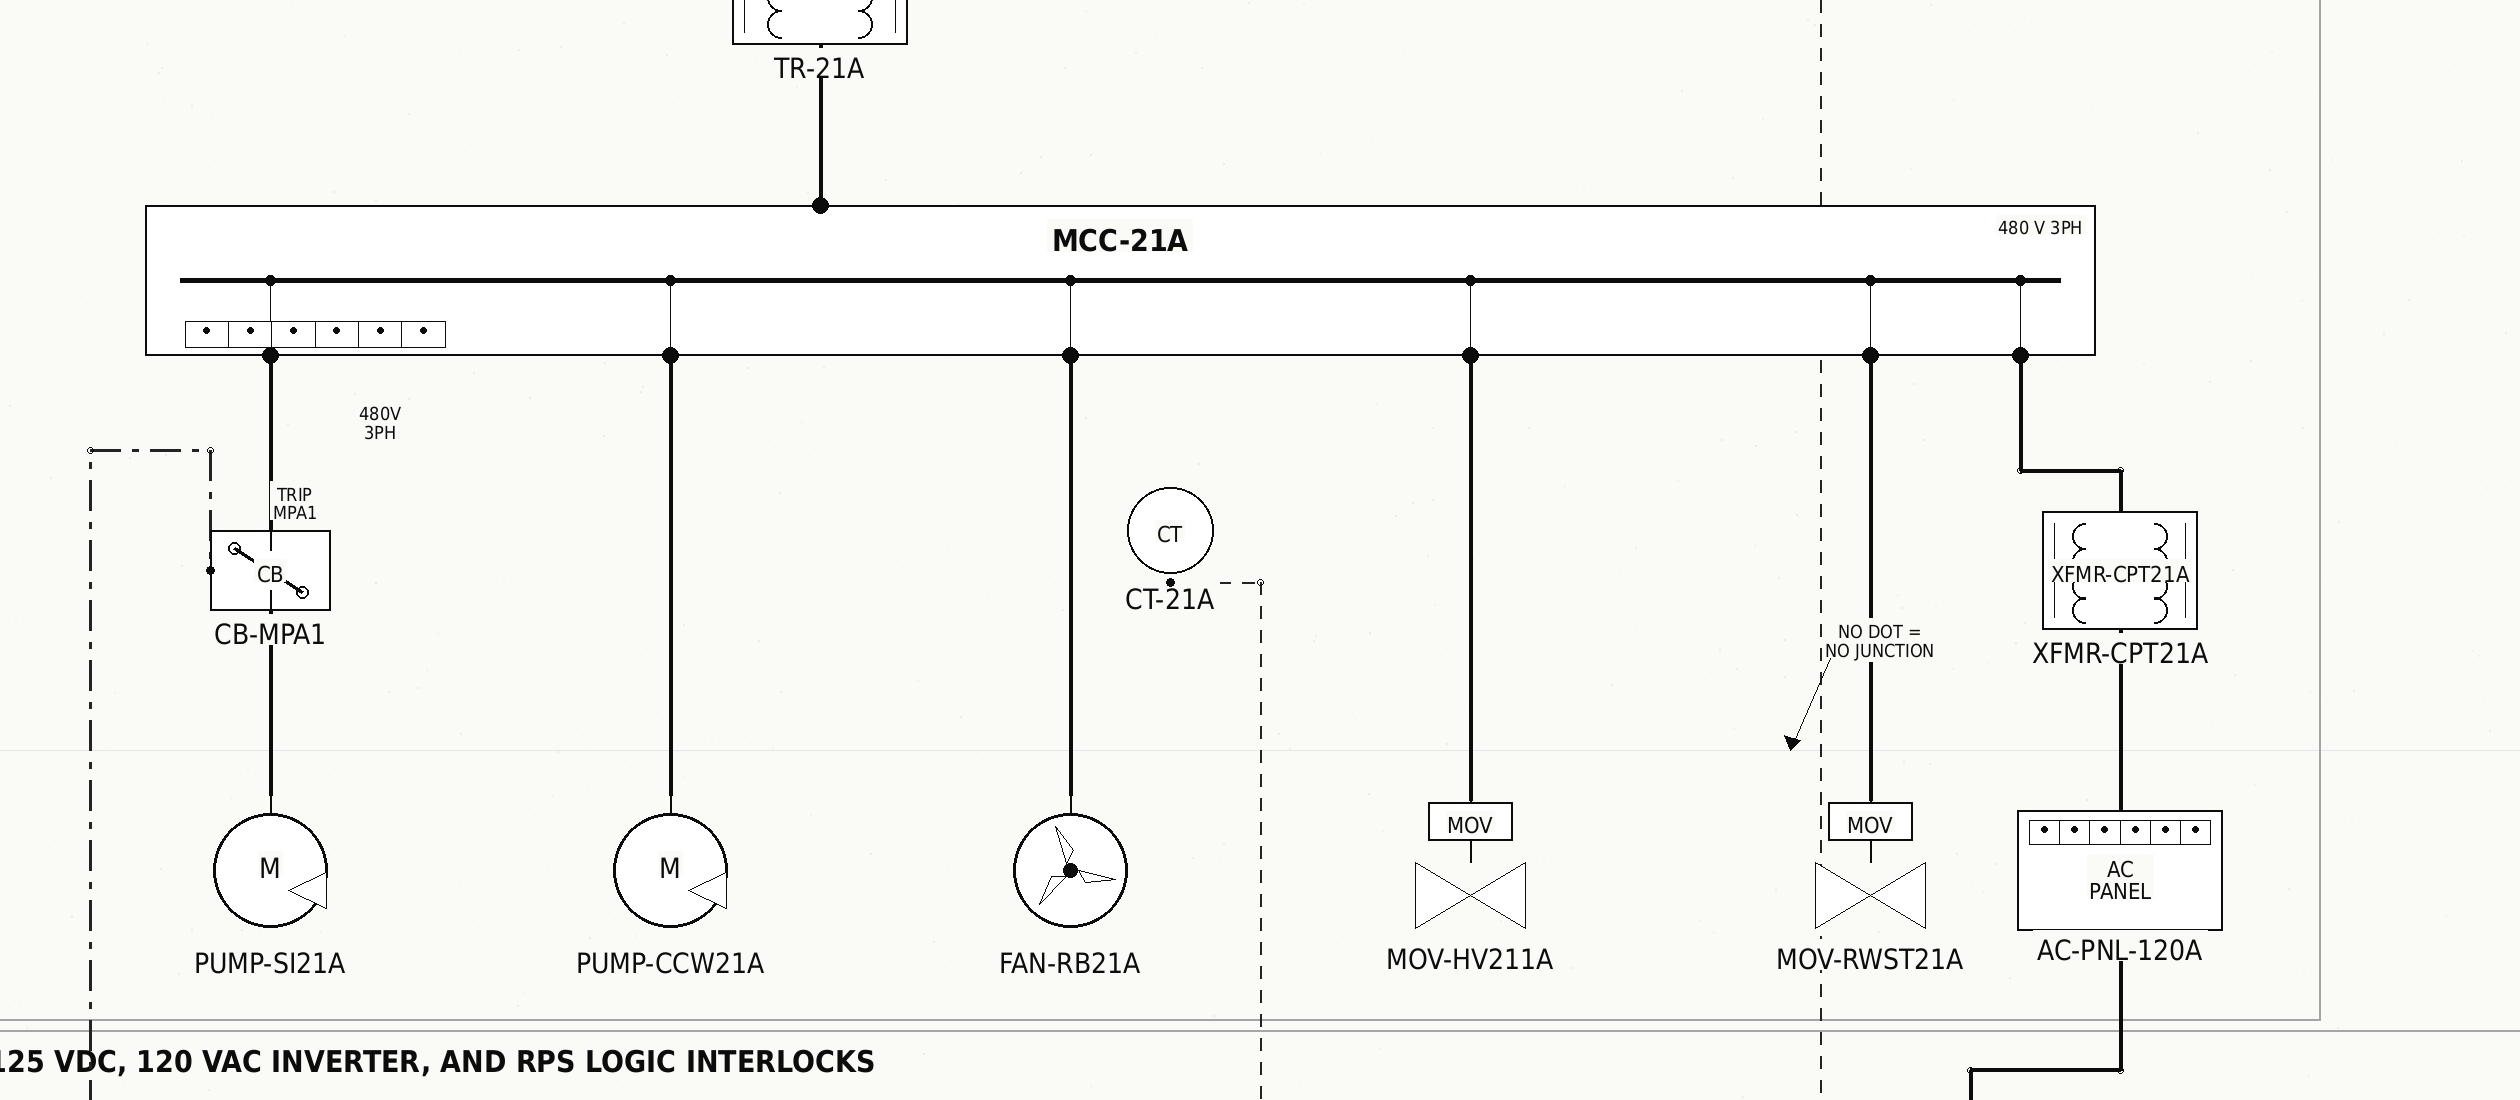 TR-21A
MCC-21A
480 V 3PH
480V
3PH
TRIP
MPA1
CB
CB-MPA1
CT
CT-21A
NO DOT =
NO JUNCTION
XFMR-CPT21A
XFMR-CPT21A
M
PUMP-SI21A
M
PUMP-CCW21A
FAN-RB21A
MOV
MOV-HV211A
MOV
MOV-RWST21A
AC
PANEL
AC-PNL-120A
125 VDC, 120 VAC INVERTER, AND RPS LOGIC INTERLOCKS